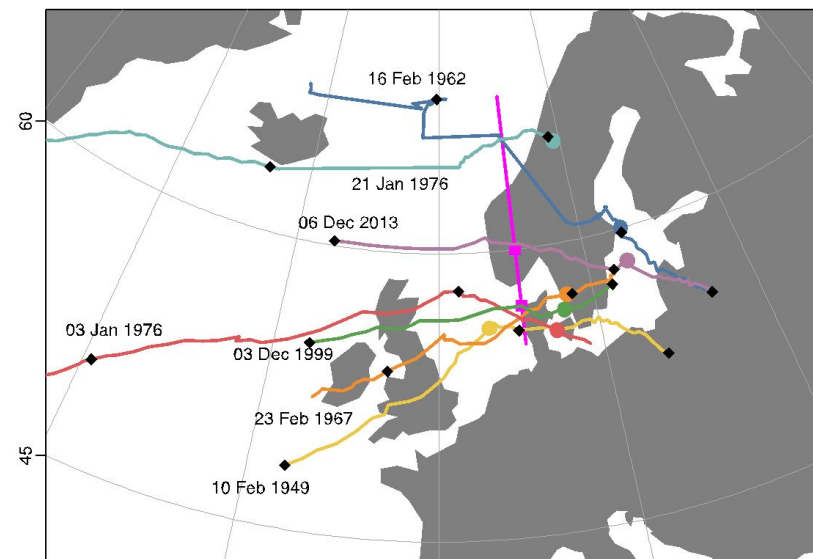 16 Feb 1962
60
21 Jan 1976
06 Dec 2013
03 Jan 1976
03 Dec 1999
23 Feb 1967
45
10 Feb 1949